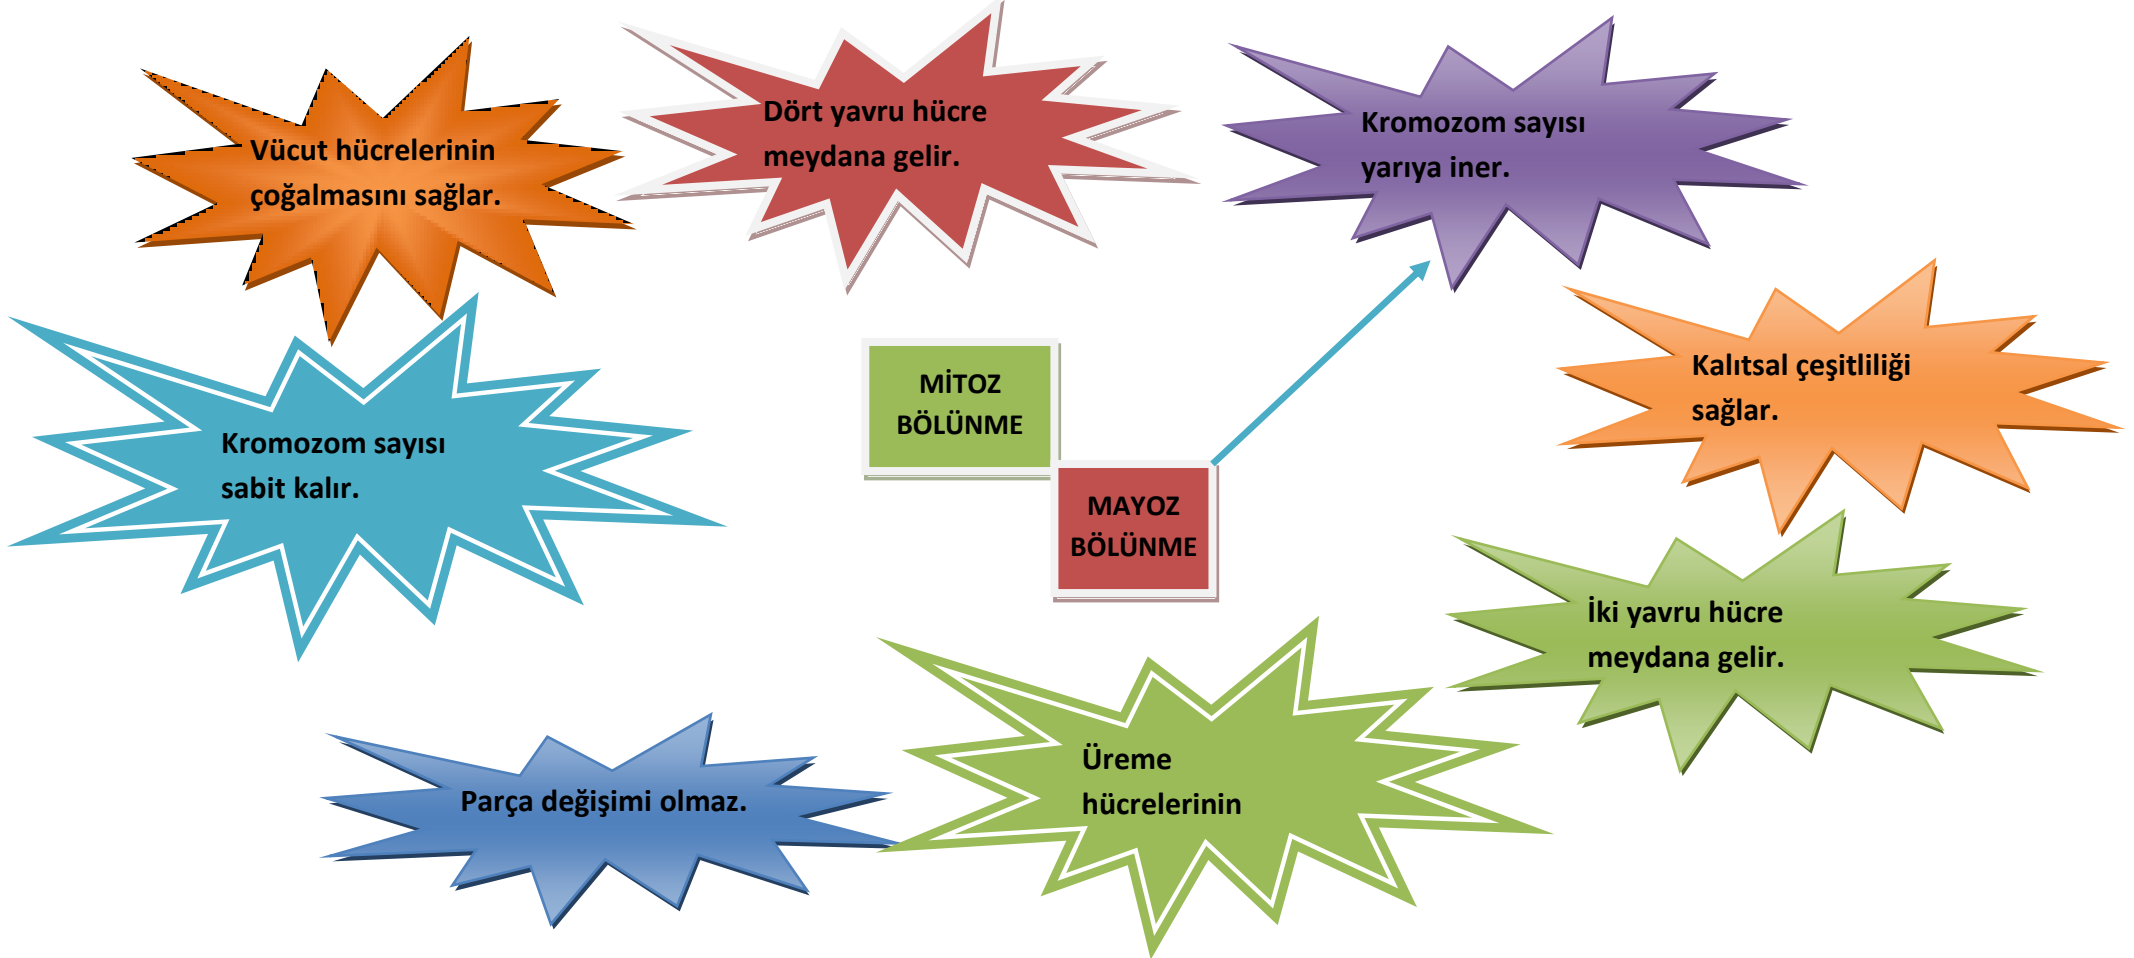 Vücut hücrelerinin
çoğalmasını sağlar.
Dört yavru hücre
meydana gelir.
Kromozom sayısı
yarıya iner.
Kromozom sayısı
sabit kalır.
MİTOZ
BÖLÜNME
MAYOZ
BÖLÜNME
Kalıtsal çeşitliliği
sağlar.
İki yavru hücre
meydana gelir.
Parça değişimi olmaz.
Üreme
hücrelerinin